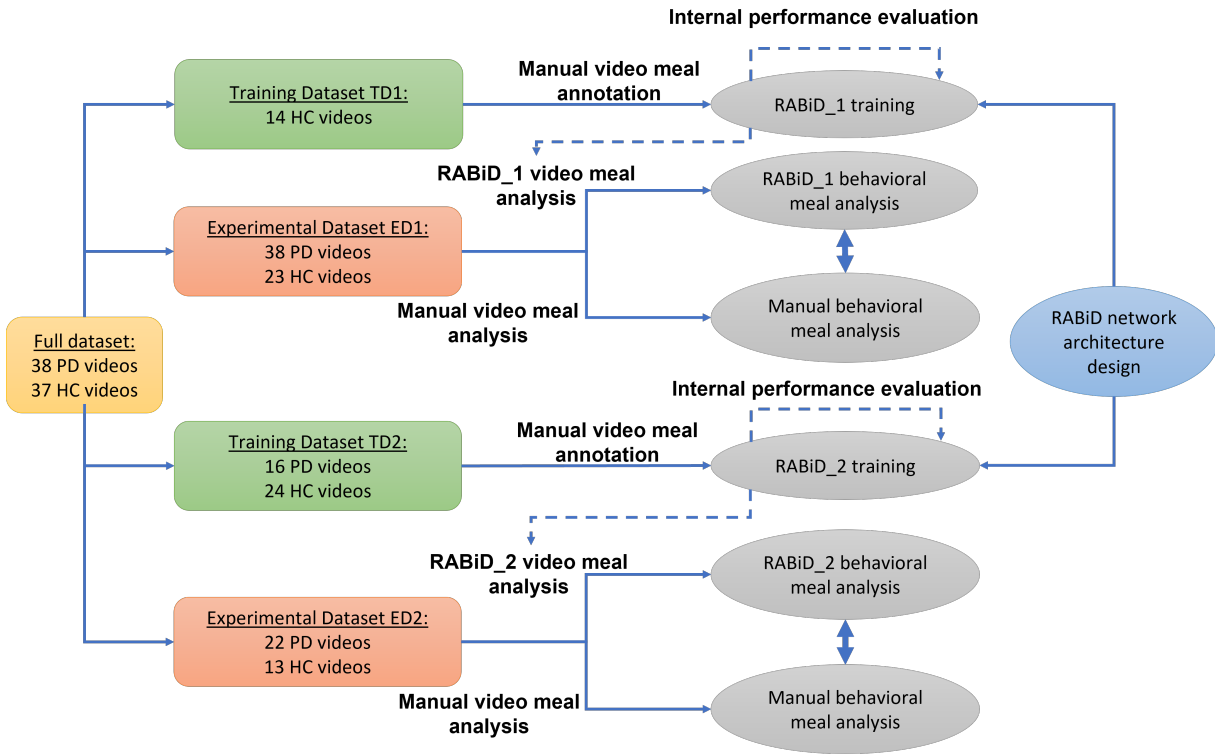 Internal performance evaluation
Training Dataset TD1:
14 HC videos
Manual video meal
annotation
RABiD_1 training
RABiD_1 video meal
analysis
RABiD_1 behavioral
meal analysis
Experimental Dataset ED1:
38 PD videos
23 HC videos
Manual video meal
analysis
Manual behavioral
meal analysis
Full dataset:
38 PD videos
37 HC videos
RABiD network
architecture
design
Internal performance evaluation
Training Dataset TD2:
16 PD videos
24 HC videos
Manual video meal
annotation
RABiD_2 training
RABiD_2 video meal
analysis
RABiD_2 behavioral
meal analysis
Experimental Dataset ED2:
22 PD videos
13 HC videos
Manual video meal
analysis
Manual behavioral
meal analysis